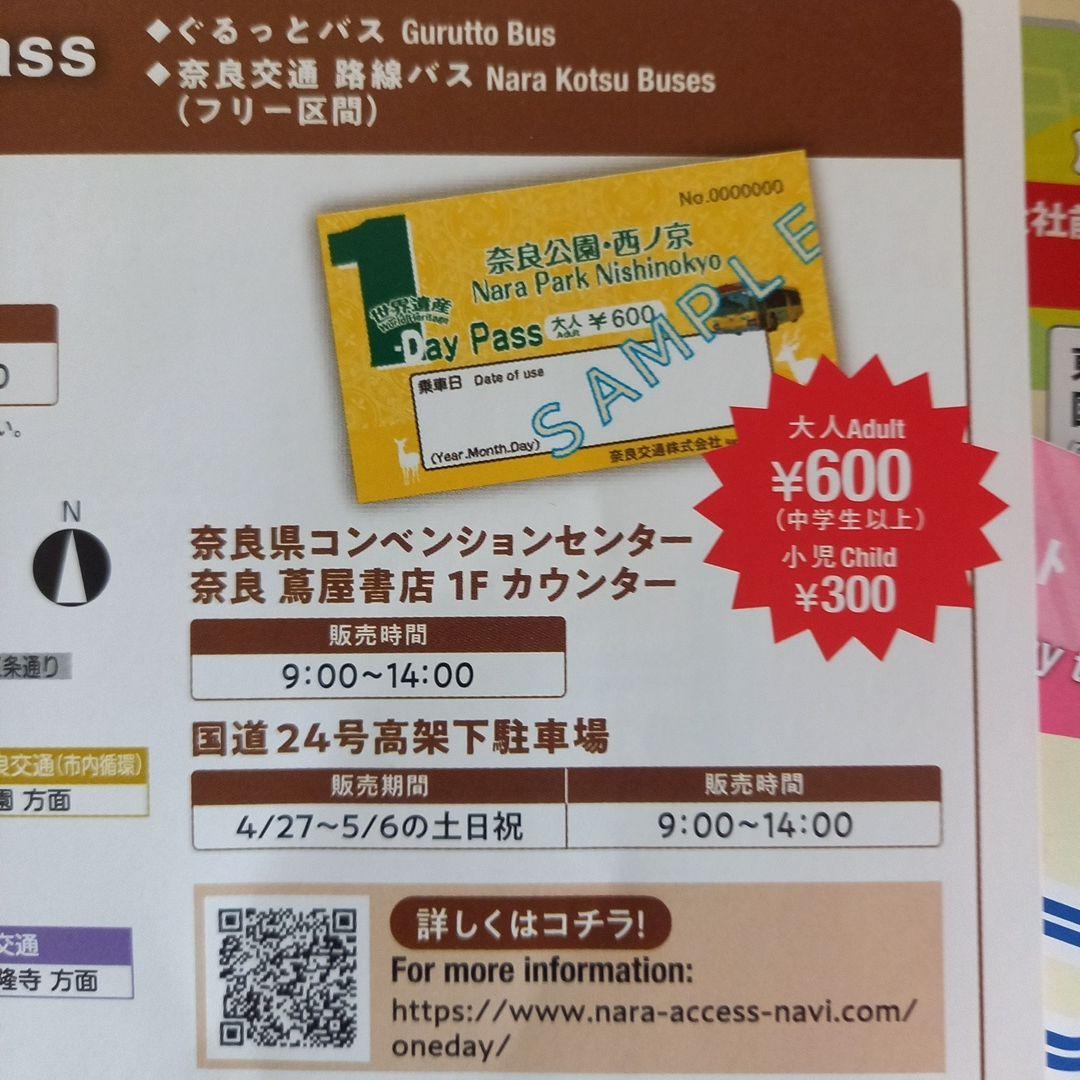 ass
◆ぐるっとバス Gurutto Bus
◆奈良交通 路線バス Nara Kotsu Buses
(フリー区間)
No.0000000
1
世界遺産
World Heritage
奈良公園・西ノ京
Nara Park Nishinokyo
-Day Pass 大人 Adult ¥600
乗車日 Date of use
(Year.Month.Day)
奈良交通株式会社
SAMPLE
大人Adult
¥600
(中学生以上)
小児Child
¥300
い。
N
奈良県コンベンションセンター
奈良 蔦屋書店 1F カウンター
販売時間
9:00~14:00
条通り
国道24号高架下駐車場
販売期間 販売時間
4/27~5/6の土日祝 9:00~14:00
良交通(市内循環)
園 方面
交通
隆寺 方面
詳しくはコチラ!
For more information:
https://www.nara-access-navi.com/
oneday/